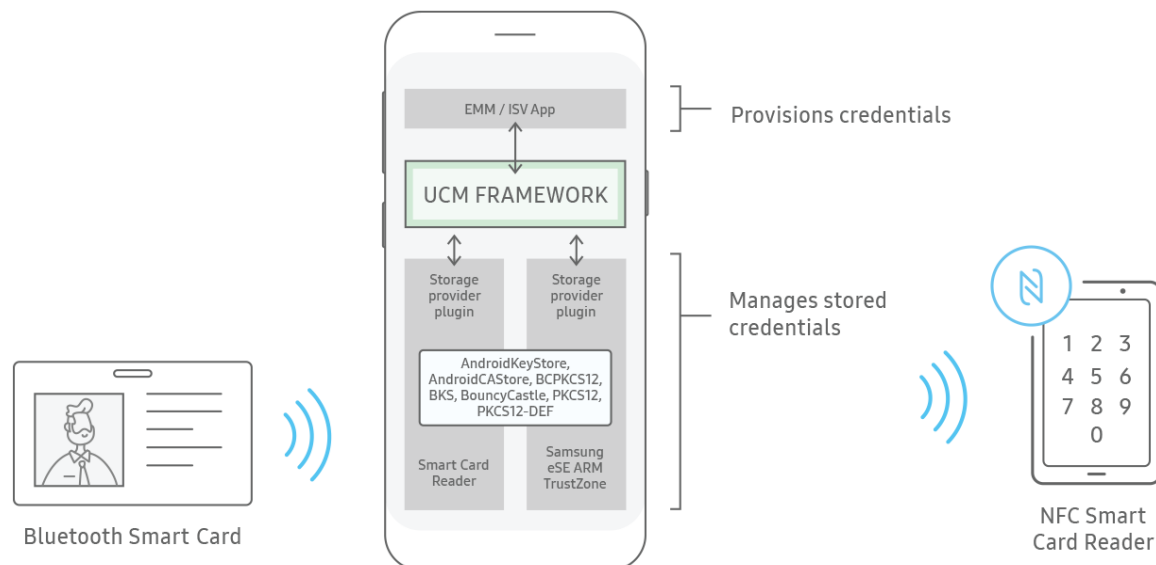 EMM / ISV App
Provisions credentials
UCM FRAMEWORK
Storage
provider
plugin
Storage
provider
plugin
Manages stored
credentials
AndroidKeyStore,
AndroidCAStore, BCPKCS12,
BKS, BouncyCastle, PKCS12,
PKCS12-DEF
Smart Card
Reader
Samsung
eSE ARM
TrustZone
Bluetooth Smart Card
1 2 3
4 5 6
7 8 9
0
NFC Smart
Card Reader